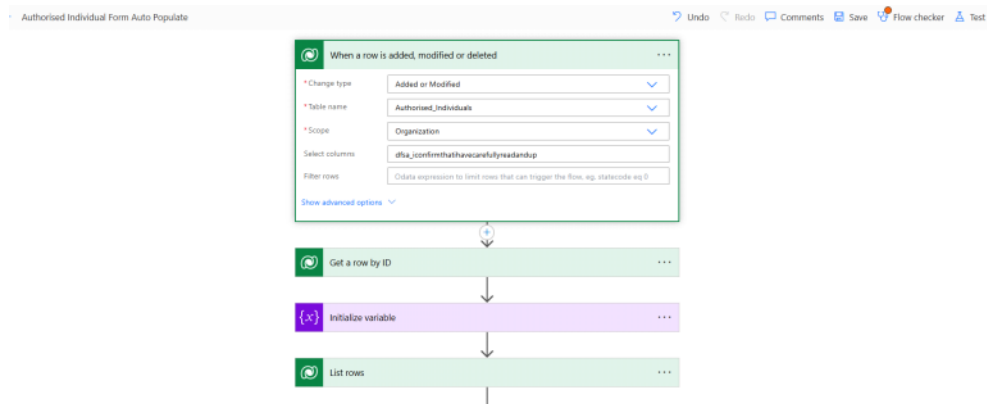 Authorised Individual Form Auto Populate
Undo Redo Comments Save Flow checker Test
When a row is added, modified or deleted
* Change type Added or Modified
* Table name Authorised_Individuals
* Scope Organization
Select columns dfsa_iconfirmthatihavecarefullyreadandup
Filter rows Odata expression to limit rows that can trigger the flow, eg. statecode eq 0
Show advanced options
Get a row by ID
{x} Initialize variable
List rows